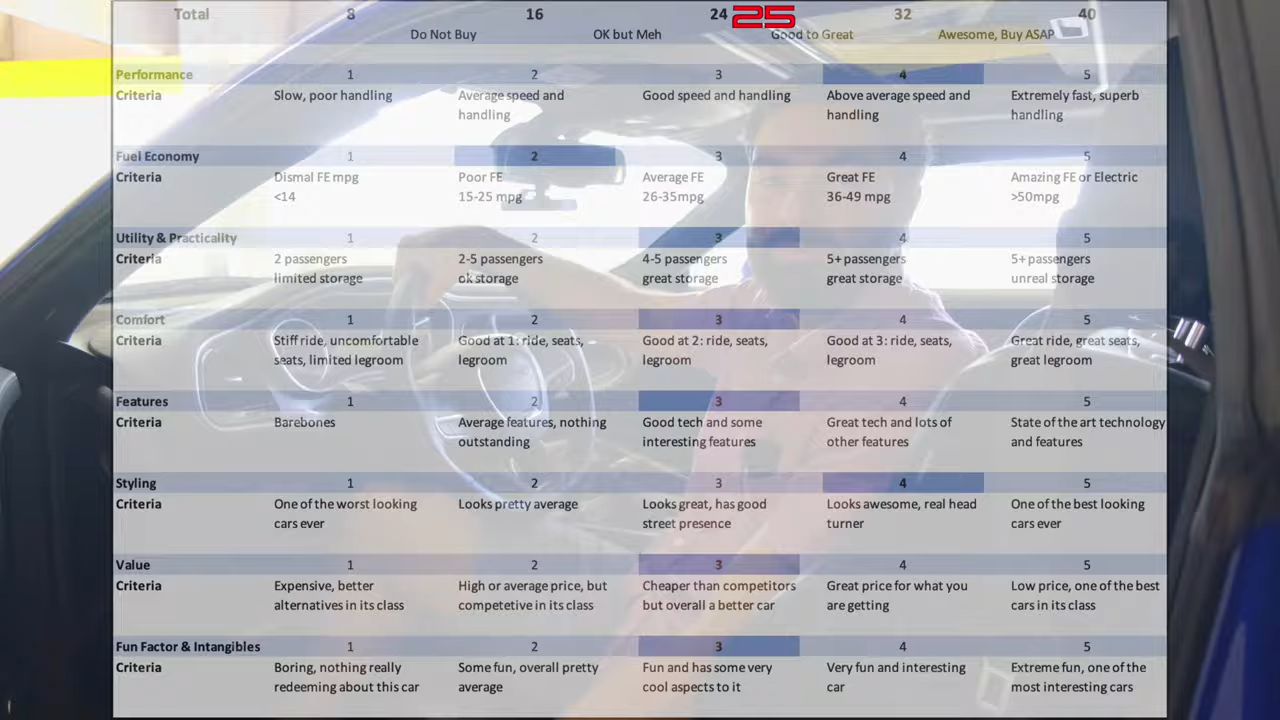 Total 8 16 24 25 32 40
Do Not Buy OK but Meh Good to Great Awesome, Buy ASAP
Performance 1 2 3 4 5
Criteria Slow, poor handling Average speed and Good speed and handling Above average speed and Extremely fast, superb
handling handling handling
Fuel Economy 1 2 3 4 5
Criteria Dismal FE mpg Poor FE Average FE Great FE Amazing FE or Electric
<14 15-25 mpg 26-35mpg 36-49 mpg >50mpg
Utility & Practicality 1 2 3 4 5
Criteria 2 passengers 2-5 passengers 4-5 passengers 5+ passengers 5+ passengers
limited storage ok storage great storage great storage unreal storage
Comfort 1 2 3 4 5
Criteria Stiff ride, uncomfortable Good at 1: ride, seats, Good at 2: ride, seats, Good at 3: ride, seats, Great ride, great seats,
seats, limited legroom legroom legroom legroom great legroom
Features 1 2 3 4 5
Criteria Barebones Average features, nothing Good tech and some Great tech and lots of State of the art technology
outstanding interesting features other features and features
Styling 1 2 3 4 5
Criteria One of the worst looking Looks pretty average Looks great, has good Looks awesome, real head One of the best looking
cars ever street presence turner cars ever
Value 1 2 3 4 5
Criteria Expensive, better High or average price, but Cheaper than competitors Great price for what you Low price, one of the best
alternatives in its class competetive in its class but overall a better car are getting cars in its class
Fun Factor & Intangibles 1 2 3 4 5
Criteria Boring, nothing really Some fun, overall pretty Fun and has some very Very fun and interesting Extreme fun, one of the
redeeming about this car average cool aspects to it car most interesting cars